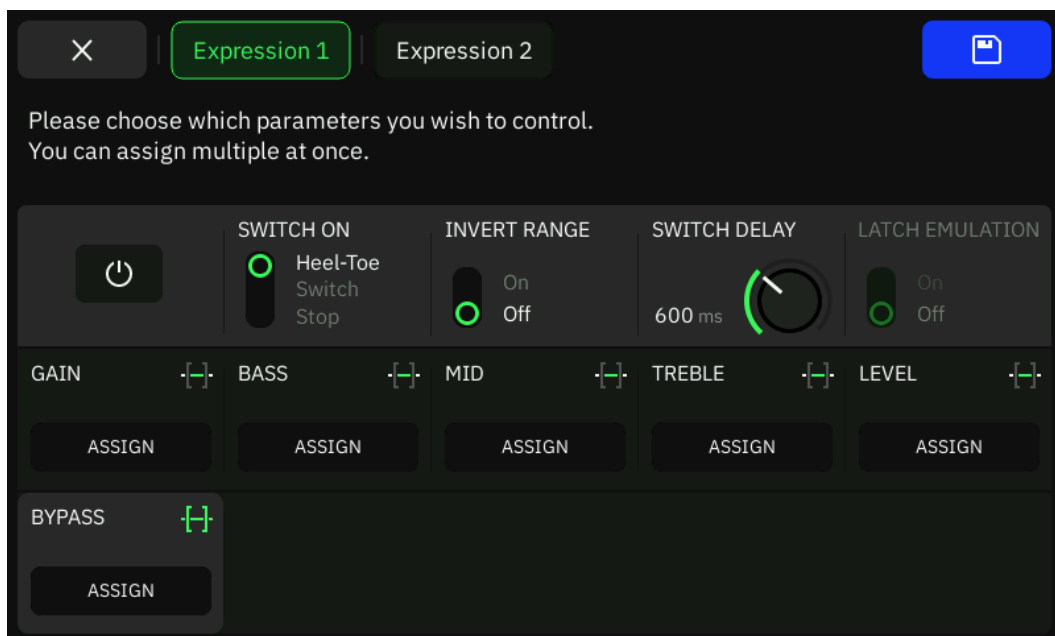 Expression 1 Expression 2
Please choose which parameters you wish to control.
You can assign multiple at once.
SWITCH ON INVERT RANGE SWITCH DELAY LATCH EMULATION
Heel-Toe
Switch On On
Stop 600 ms Off Off
GAIN BASS MID TREBLE LEVEL
ASSIGN ASSIGN ASSIGN ASSIGN ASSIGN
BYPASS
ASSIGN